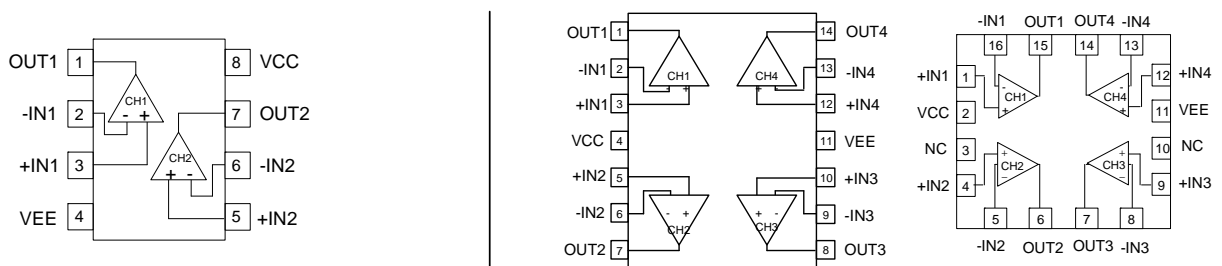 OUT1 1 8 VCC
CH1
-IN1 2 - + 7 OUT2
+IN1 3 CH2 6 -IN2
+ -
VEE 4 5 +IN2
OUT1 1 14 OUT4
CH1 CH4
-IN1 2 - + + - 13 -IN4
+IN1 3 12 +IN4
VCC 4 11 VEE
+IN2 5 10 +IN3
-IN2 6 - + + - 9 -IN3
CH2 CH3
OUT2 7 8 OUT3
-IN1 OUT1 OUT4 -IN4
16 15 14 13
+IN1 1 12 +IN4
- CH1 + - CH4 +
VCC 2 11 VEE
NC 3 10 NC
+ CH2 − + CH3 −
+IN2 4 9 +IN3
5 6 7 8
-IN2 OUT2 OUT3 -IN3